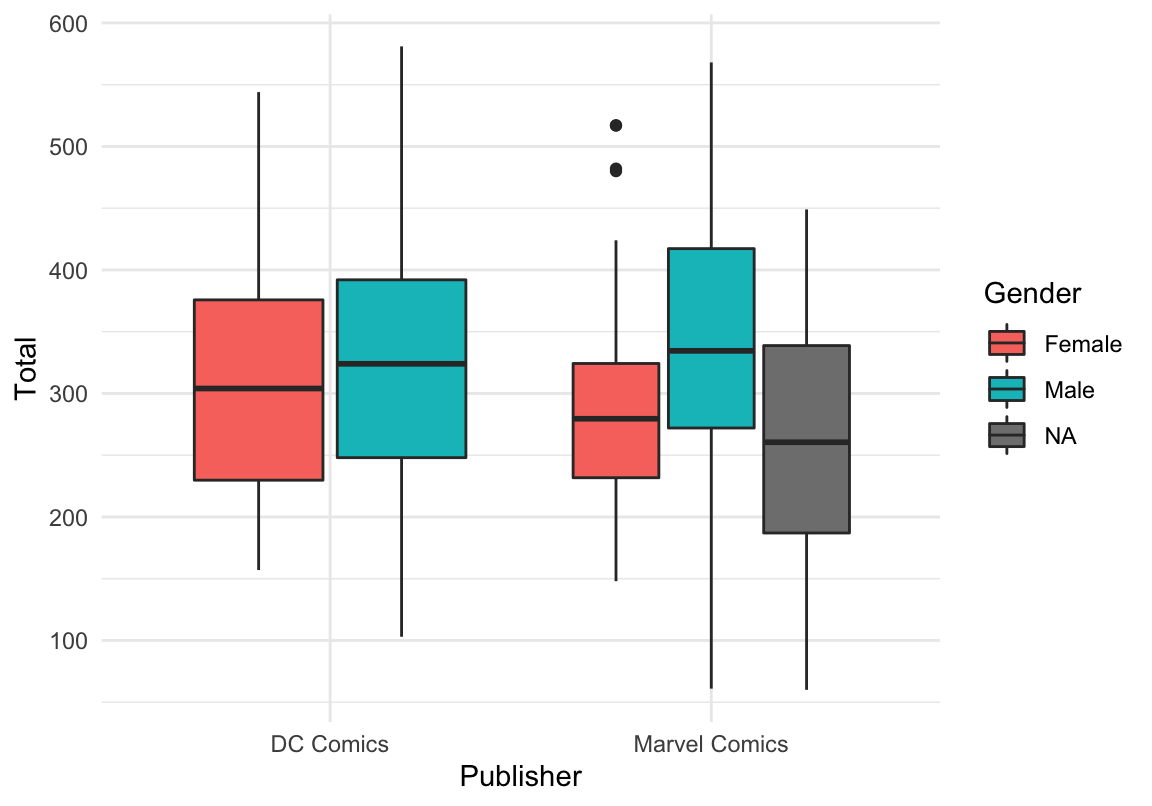 600
500
400
300
200
100
Total
DC Comics
Marvel Comics
Publisher
Gender
Female
Male
NA